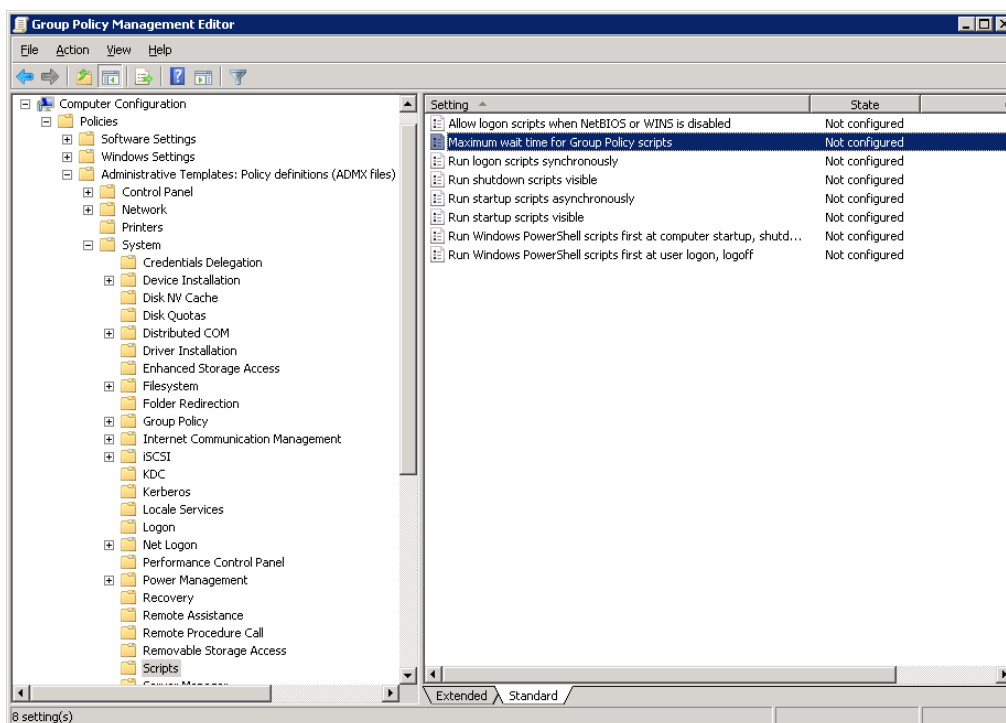 Group Policy Management Editor
File Action View Help
Computer Configuration
Policies
Software Settings
Windows Settings
Administrative Templates: Policy definitions (ADMX files)
Control Panel
Network
Printers
System
Credentials Delegation
Device Installation
Disk NV Cache
Disk Quotas
Distributed COM
Driver Installation
Enhanced Storage Access
Filesystem
Folder Redirection
Group Policy
Internet Communication Management
iSCSI
KDC
Kerberos
Locale Services
Logon
Net Logon
Performance Control Panel
Power Management
Recovery
Remote Assistance
Remote Procedure Call
Removable Storage Access
Scripts
Server Manager
Setting State
Allow logon scripts when NetBIOS or WINS is disabled Not configured
Maximum wait time for Group Policy scripts Not configured
Run logon scripts synchronously Not configured
Run shutdown scripts visible Not configured
Run startup scripts asynchronously Not configured
Run startup scripts visible Not configured
Run Windows PowerShell scripts first at computer startup, shutd... Not configured
Run Windows PowerShell scripts first at user logon, logoff Not configured
Extended Standard
8 setting(s)